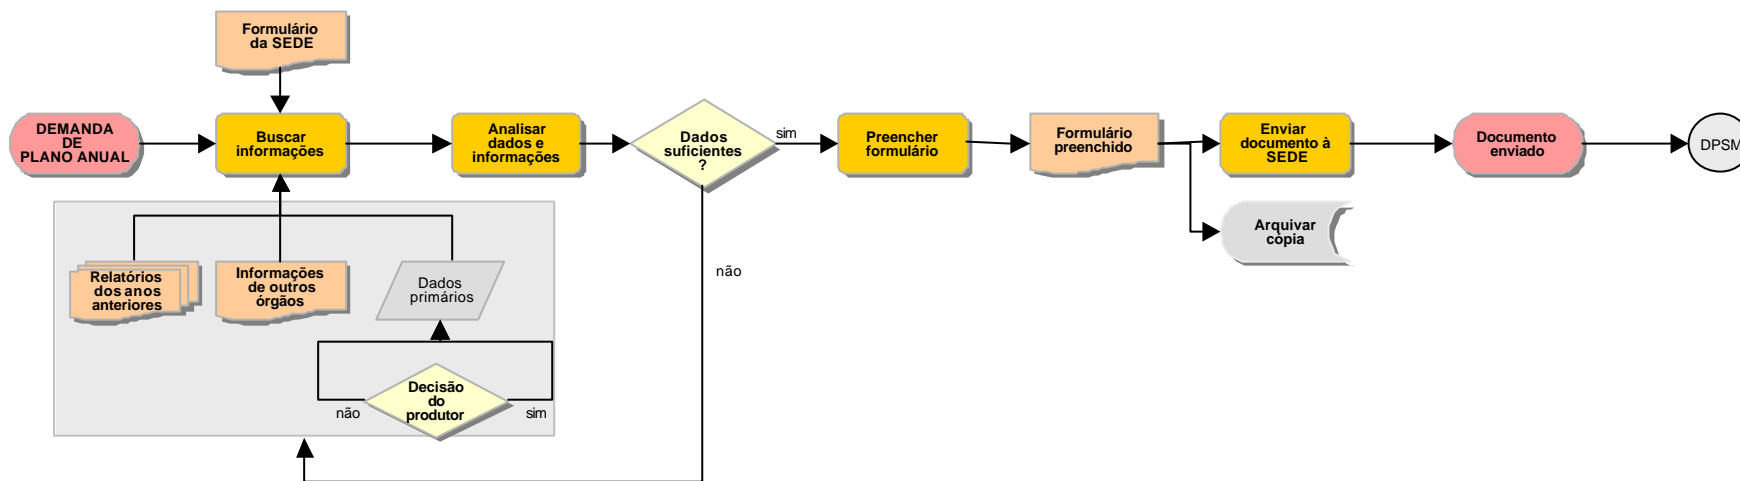 Formulário
da SEDE
DEMANDA
DE
PLANO ANUAL
Buscar
informações
Analisar
dados e
informações
Dados
suficientes
?
sim
Preencher
formulário
Formulário
preenchido
Enviar
documento à
SEDE
Documento
enviado
DPSM
Arquivar
cópia
não
Relatórios
dos anos
anteriores
Informações
de outros
órgãos
Dados
primários
Decisão
do
produtor
não
sim